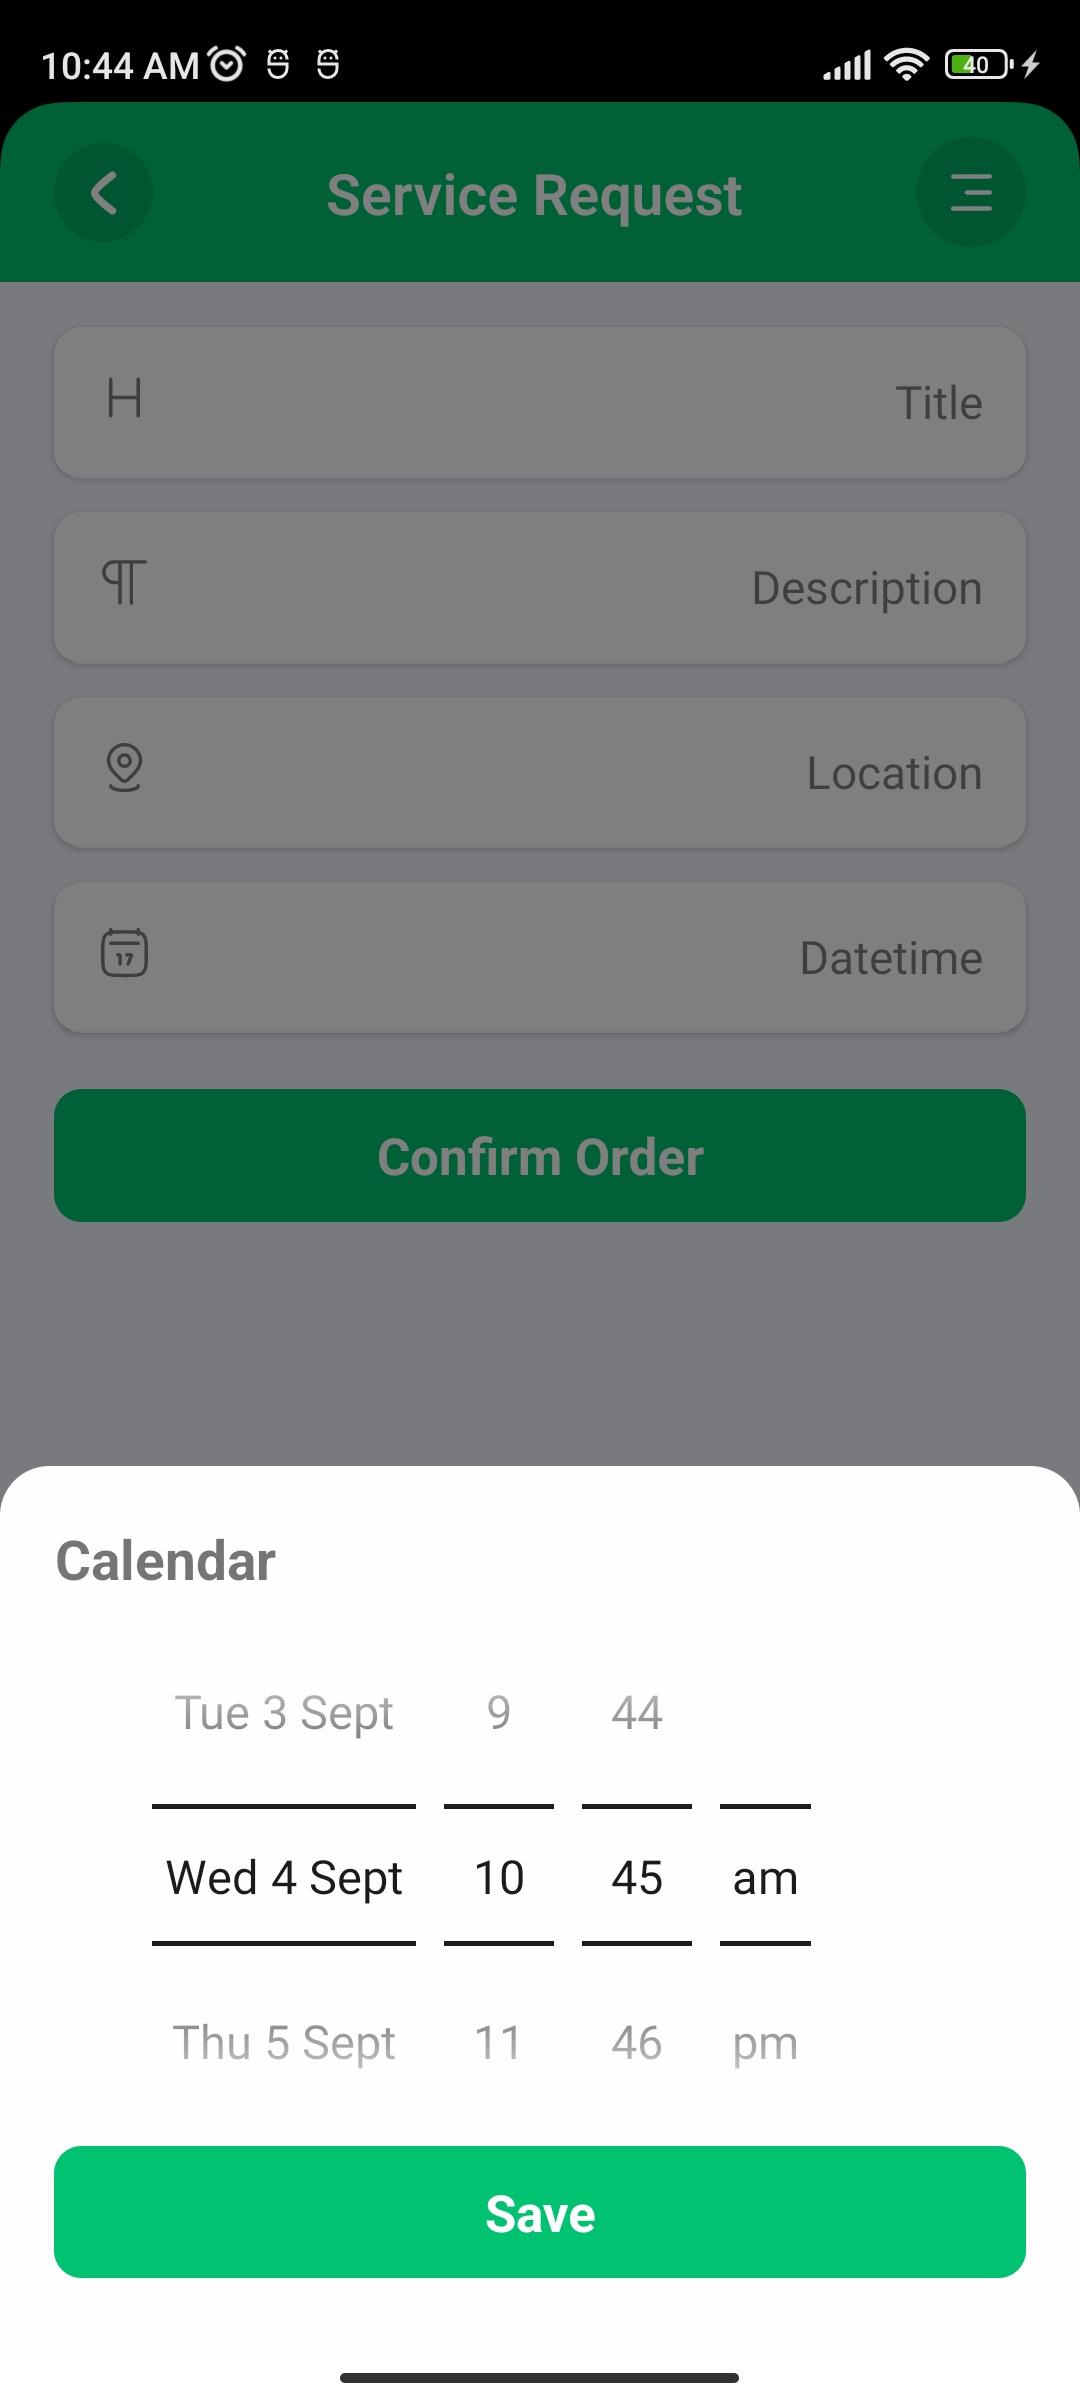 10:44 AM
40
Service Request
Title
Description
Location
17
Datetime
Confirm Order
Calendar
Tue 3 Sept 9 44
Wed 4 Sept 10 45 am
Thu 5 Sept 11 46 pm
Save